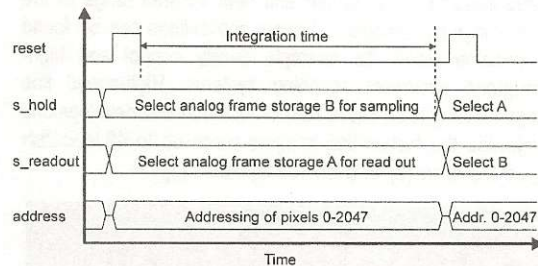 reset
Integration time
s_hold
Select analog frame storage B for sampling
Select A
s_readout
Select analog frame storage A for read out
Select B
address
Addressing of pixels 0-2047
Addr. 0-2047
Time